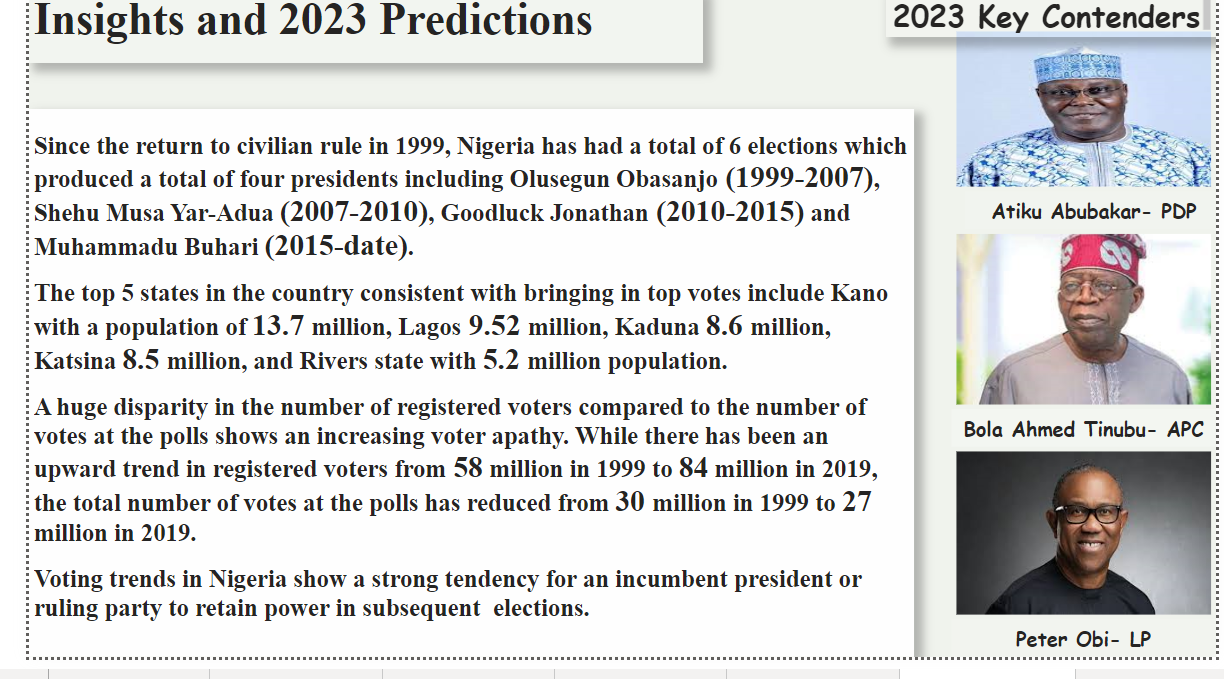 Insights and 2023 Predictions
2023 Key Contenders
Since the return to civilian rule in 1999, Nigeria has had a total of 6 elections which
produced a total of four presidents including Olusegun Obasanjo (1999-2007),
Shehu Musa Yar-Adua (2007-2010), Goodluck Jonathan (2010-2015) and
Muhammadu Buhari (2015-date).
The top 5 states in the country consistent with bringing in top votes include Kano
with a population of 13.7 million, Lagos 9.52 million, Kaduna 8.6 million,
Katsina 8.5 million, and Rivers state with 5.2 million population.
A huge disparity in the number of registered voters compared to the number of
votes at the polls shows an increasing voter apathy. While there has been an
upward trend in registered voters from 58 million in 1999 to 84 million in 2019,
the total number of votes at the polls has reduced from 30 million in 1999 to 27
million in 2019.
Voting trends in Nigeria show a strong tendency for an incumbent president or
ruling party to retain power in subsequent elections.
Atiku Abubakar- PDP
Bola Ahmed Tinubu- APC
Peter Obi- LP